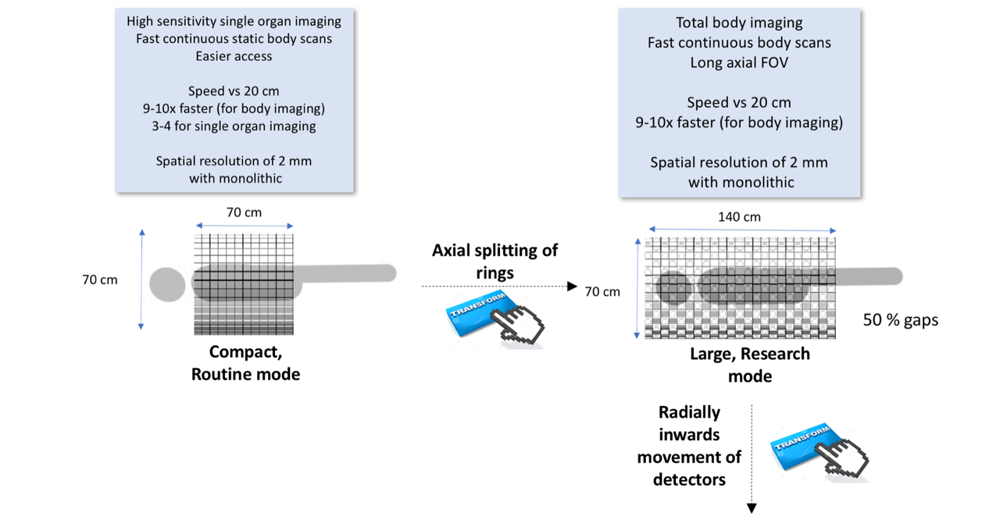 High sensitivity single organ imaging
Fast continuous static body scans
Easier access
Speed vs 20 cm
9-10x faster (for body imaging)
3-4 for single organ imaging
Spatial resolution of 2 mm
with monolithic
70 cm
70 cm
Compact,
Routine mode
Axial splitting of
rings
TRANSFORM
Total body imaging
Fast continuous body scans
Long axial FOV
Speed vs 20 cm
9-10x faster (for body imaging)
Spatial resolution of 2 mm
with monolithic
140 cm
70 cm
50 % gaps
Large, Research
mode
Radially
inwards
movement of
detectors
TRANSFORM